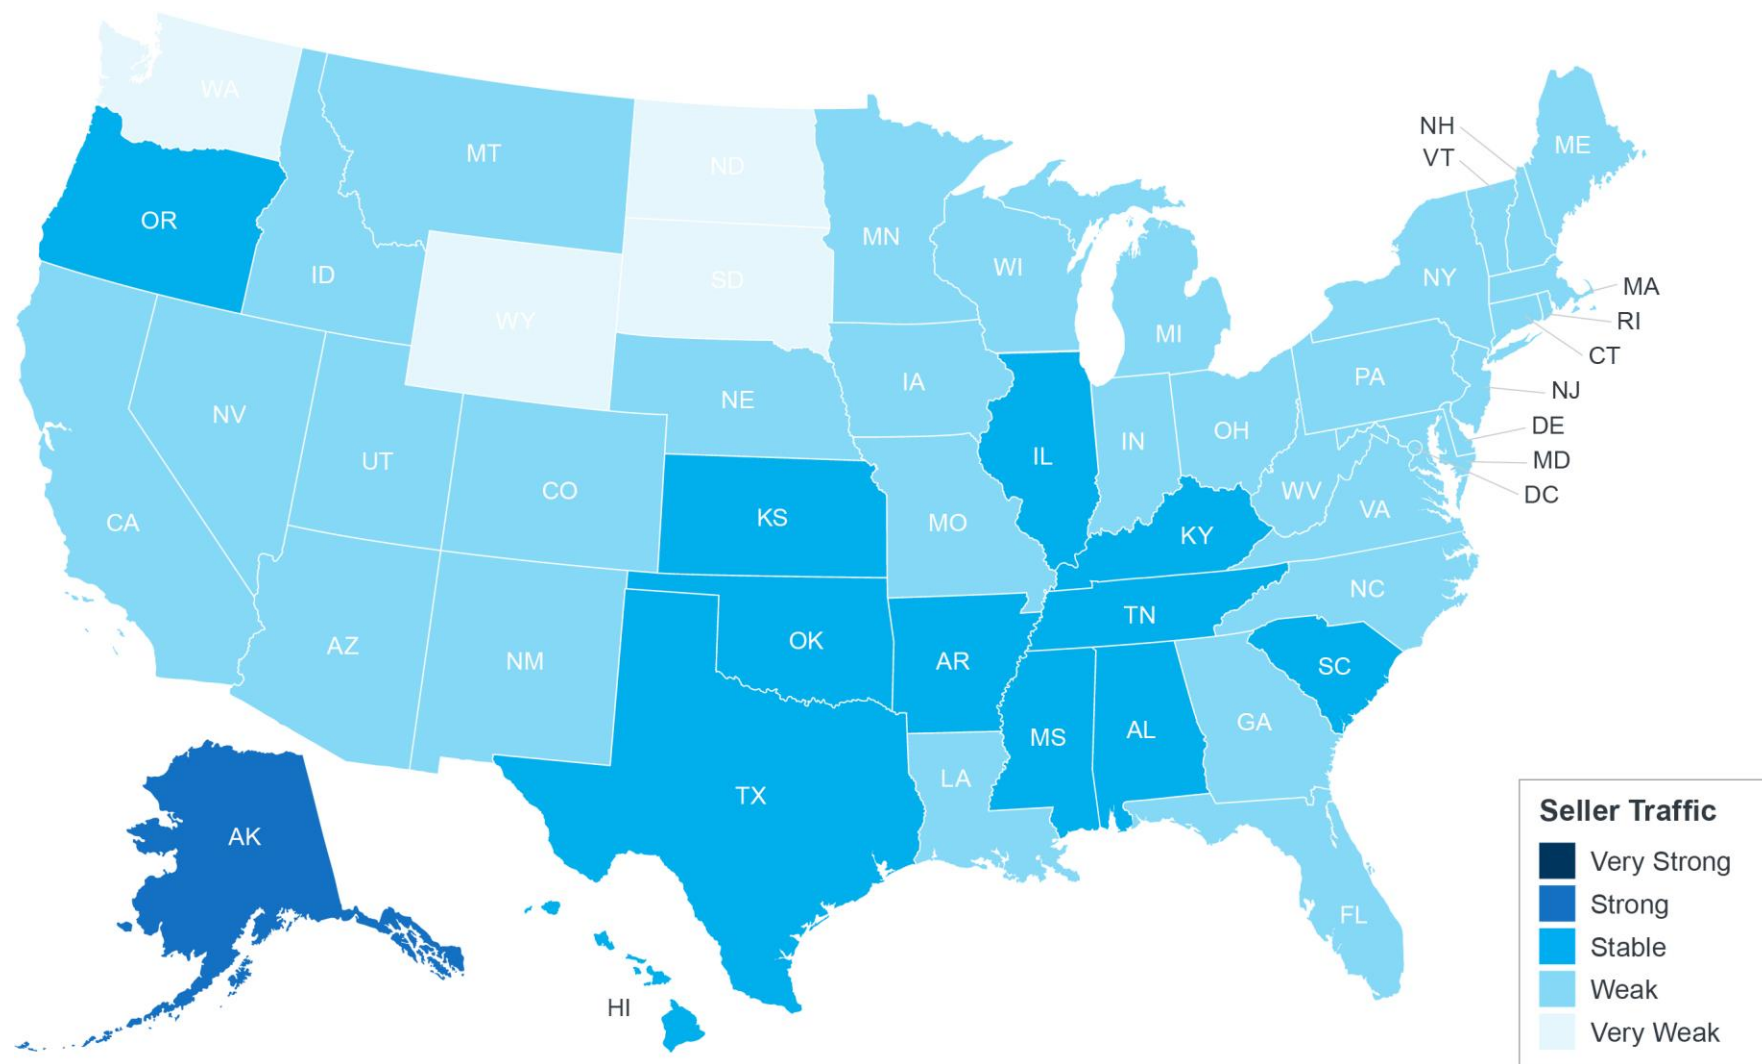 WA
MT
ND
OR
ID
SD
MN
WI
MI
WY
NH
VT
ME
NY
MA
RI
CT
NJ
DE
MD
DC
NV
UT
CO
NE
IA
IL
IN
OH
PA
WV
VA
CA
KS
MO
KY
NC
AZ
NM
OK
AR
TN
SC
TX
LA
MS
AL
GA
FL
AK
HI
Seller Traffic
Very Strong
Strong
Stable
Weak
Very Weak